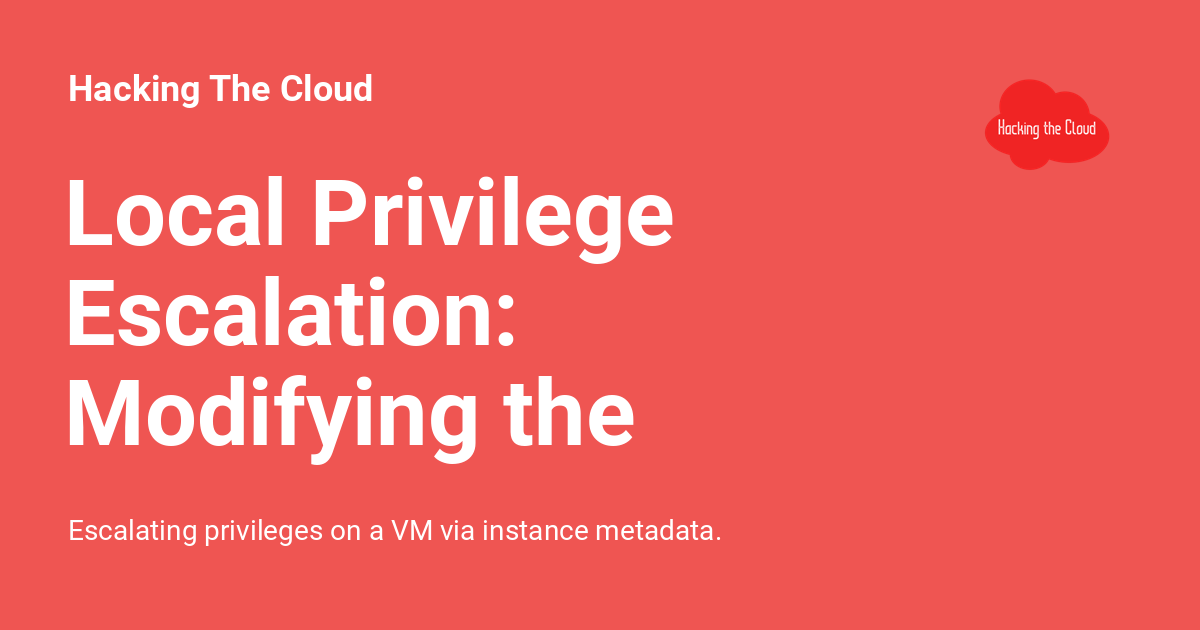 Hacking The Cloud
Hacking the Cloud
Local Privilege
Escalation:
Modifying the
Escalating privileges on a VM via instance metadata.